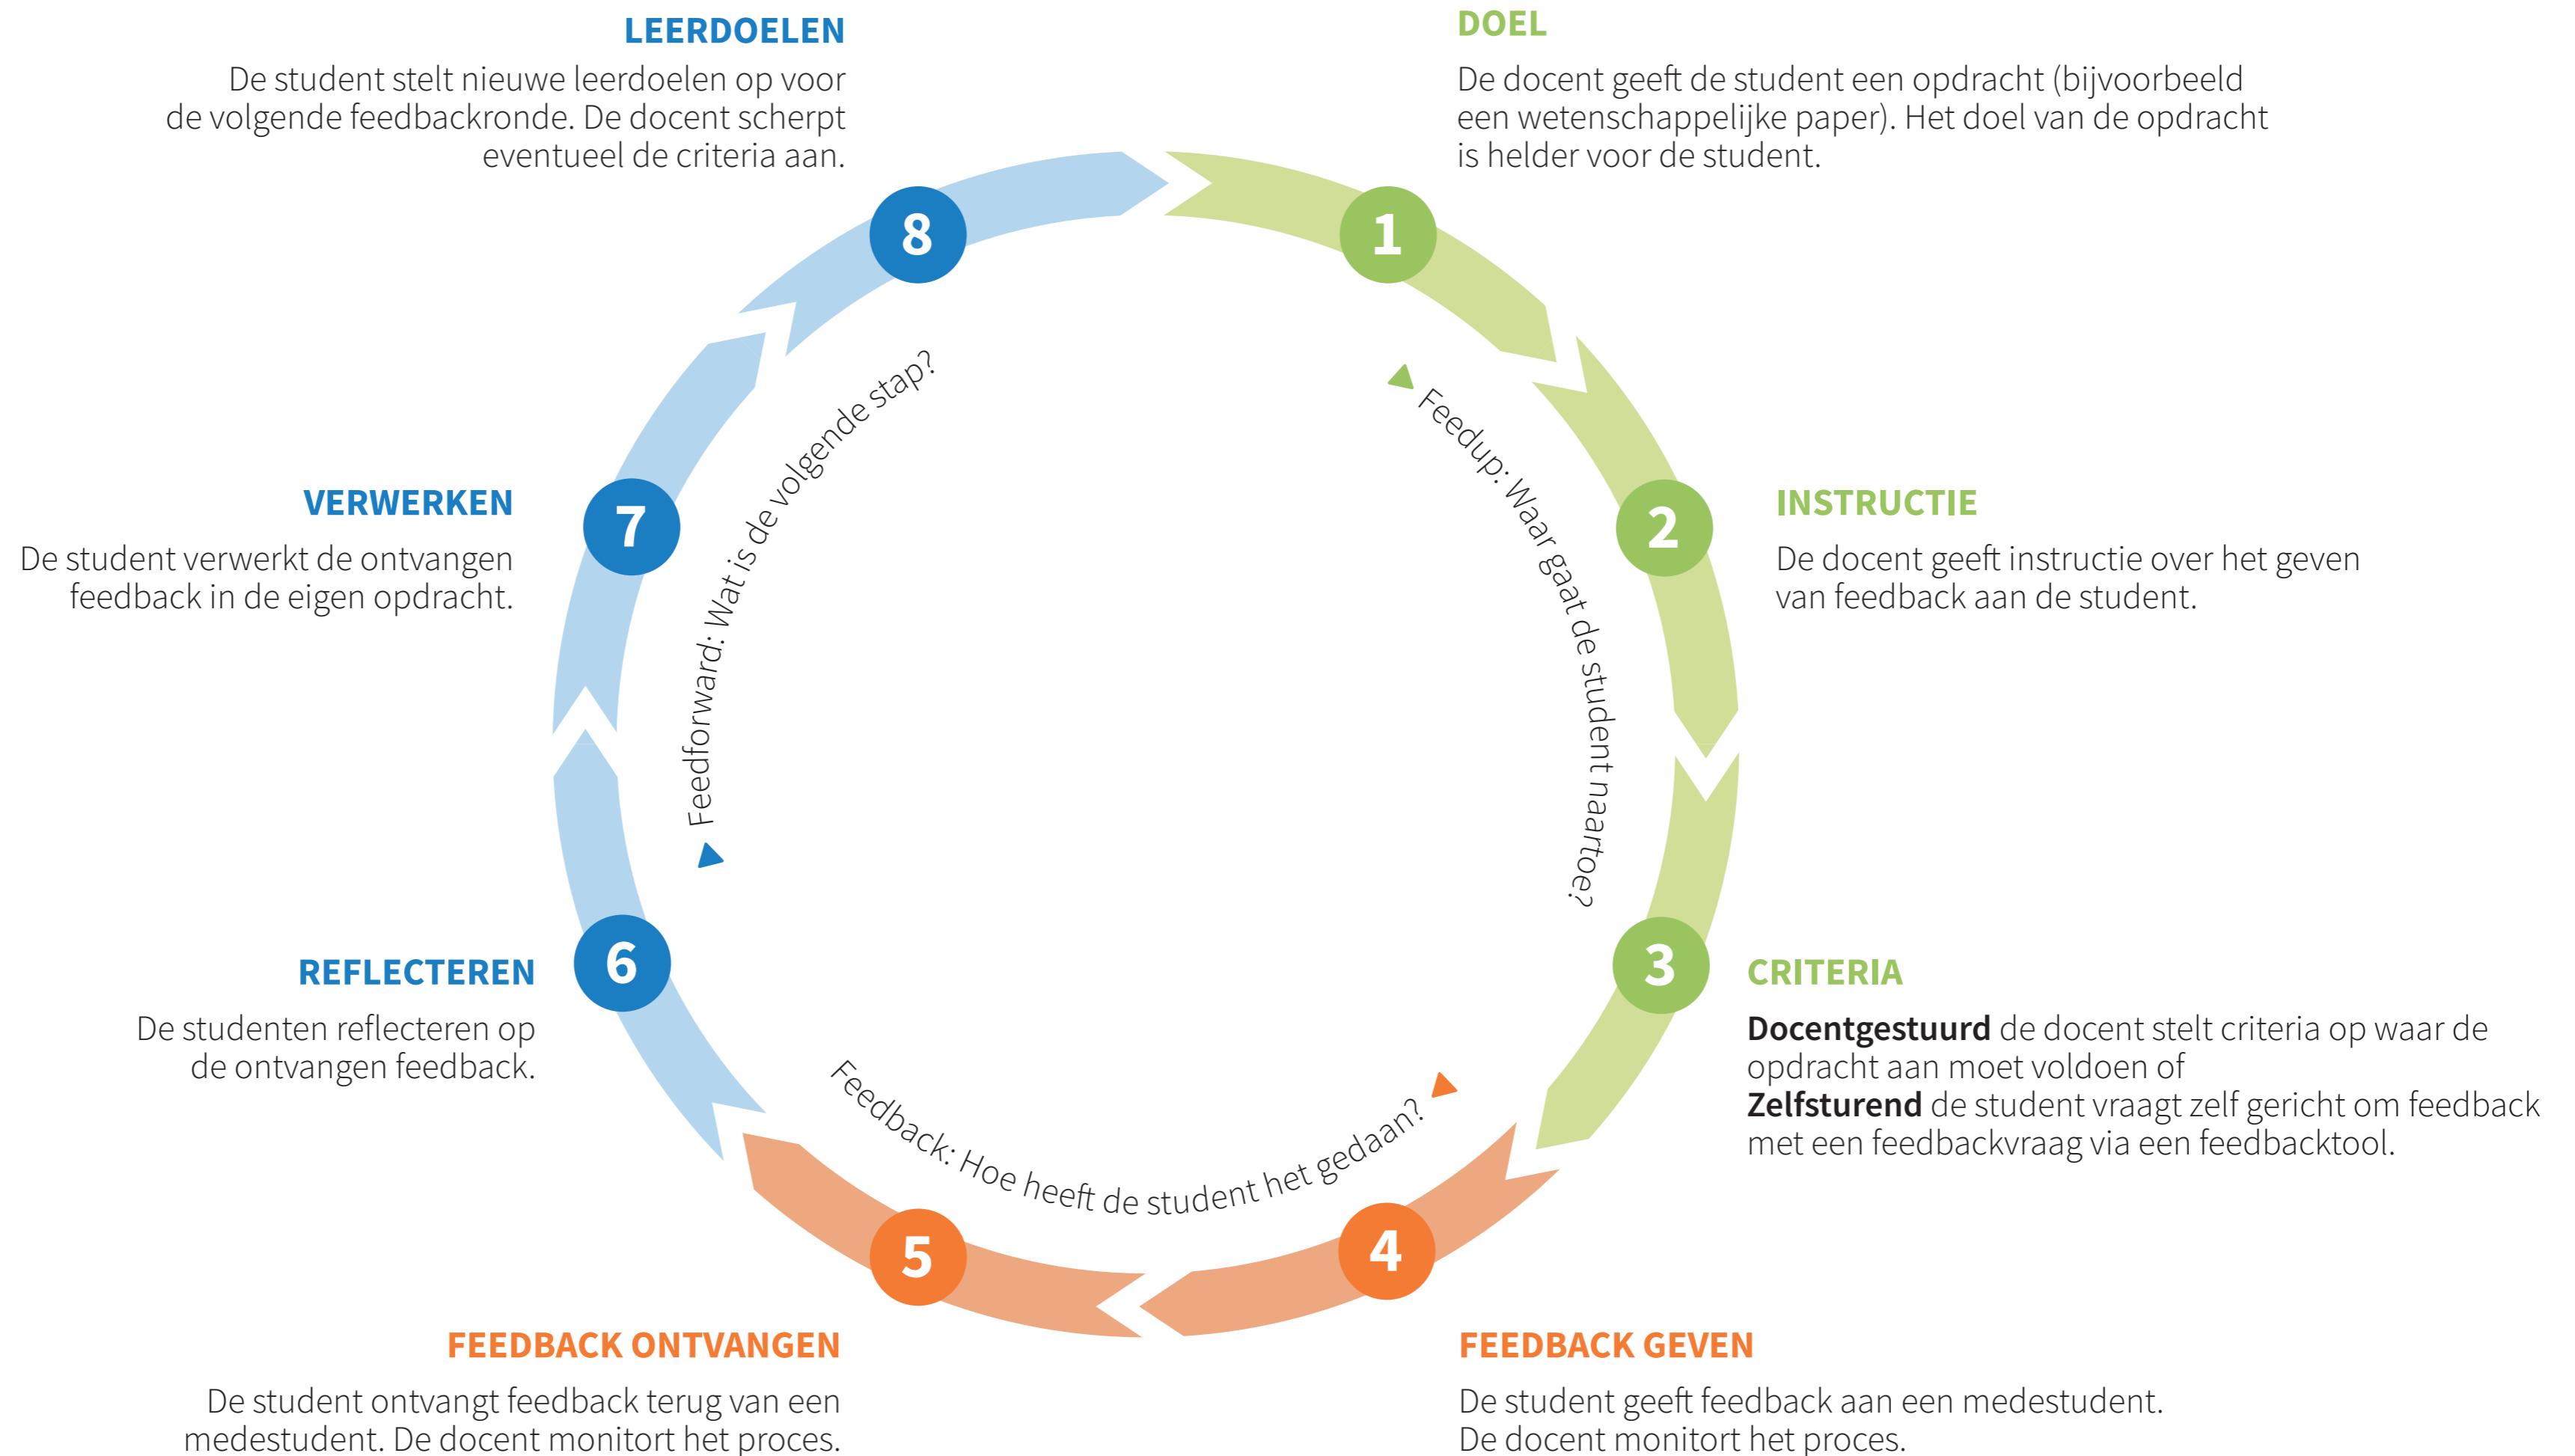 DOEL
De docent geeft de student een opdracht (bijvoorbeeld
een wetenschappelijke paper). Het doel van de opdracht
is helder voor de student.
1
INSTRUCTIE
De docent geeft instructie over het geven
van feedback aan de student.
2
CRITERIA
Docentgestuurd de docent stelt criteria op waar de
opdracht aan moet voldoen of
Zelfsturend de student vraagt zelf gericht om feedback
met een feedbackvraag via een feedbacktool.
3
FEEDBACK GEVEN
De student geeft feedback aan een medestudent.
De docent monitort het proces.
4
FEEDBACK ONTVANGEN
De student ontvangt feedback terug van een
medestudent. De docent monitort het proces.
5
REFLECTEREN
De studenten reflecteren op
de ontvangen feedback.
6
VERWERKEN
De student verwerkt de ontvangen
feedback in de eigen opdracht.
7
LEERDOELEN
De student stelt nieuwe leerdoelen op voor
de volgende feedbackronde. De docent scherpt
eventueel de criteria aan.
8
Feedup: Waar gaat de student naartoe?
Feedback: Hoe heeft de student het gedaan?
Feedforward: Wat is de volgende stap?